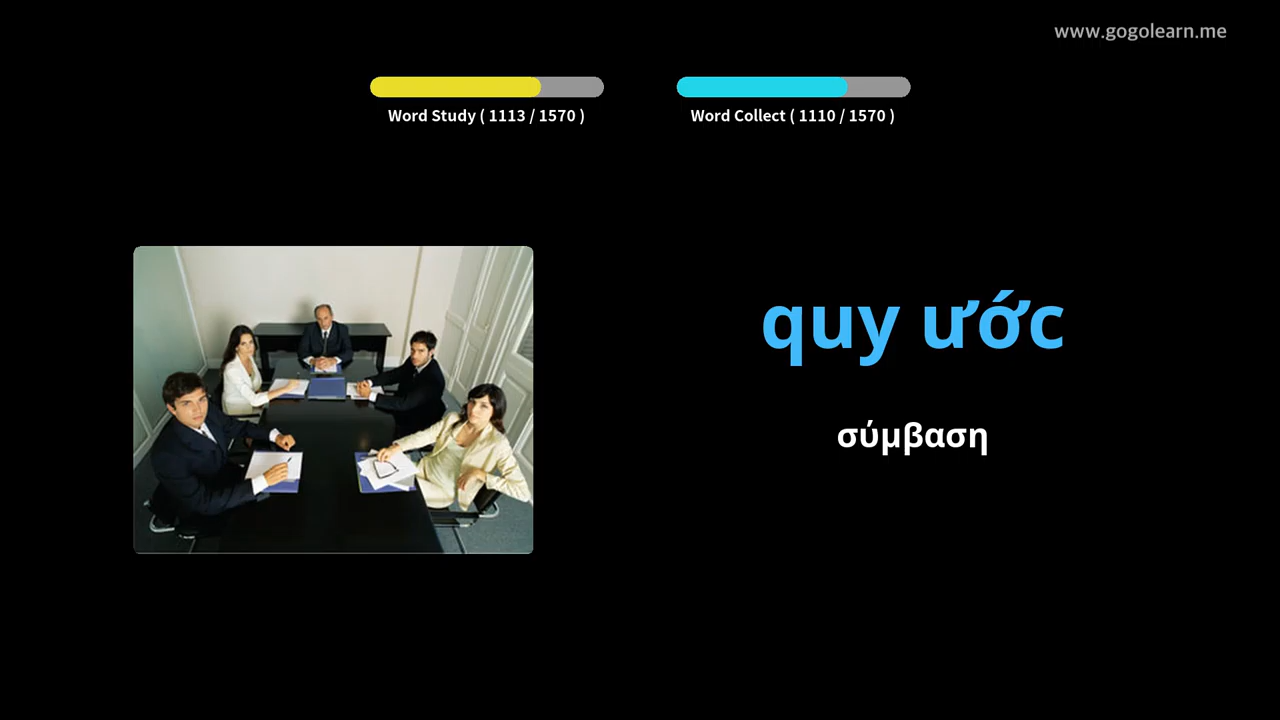 www.gogolearn.me
Word Study ( 1113 / 1570 )
Word Collect ( 1110 / 1570 )
quy ước
σύμβαση